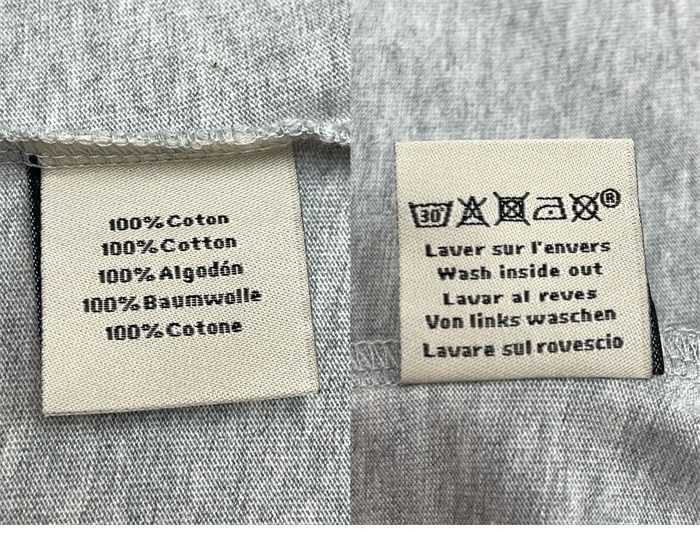 100% Coton
100% Cotton
100% Algodón
100% Baumwolle
100% Cotone
30 ®
Laver sur l'envers
Wash inside out
Lavar al reves
Von links waschen
Lavare sul rovescio